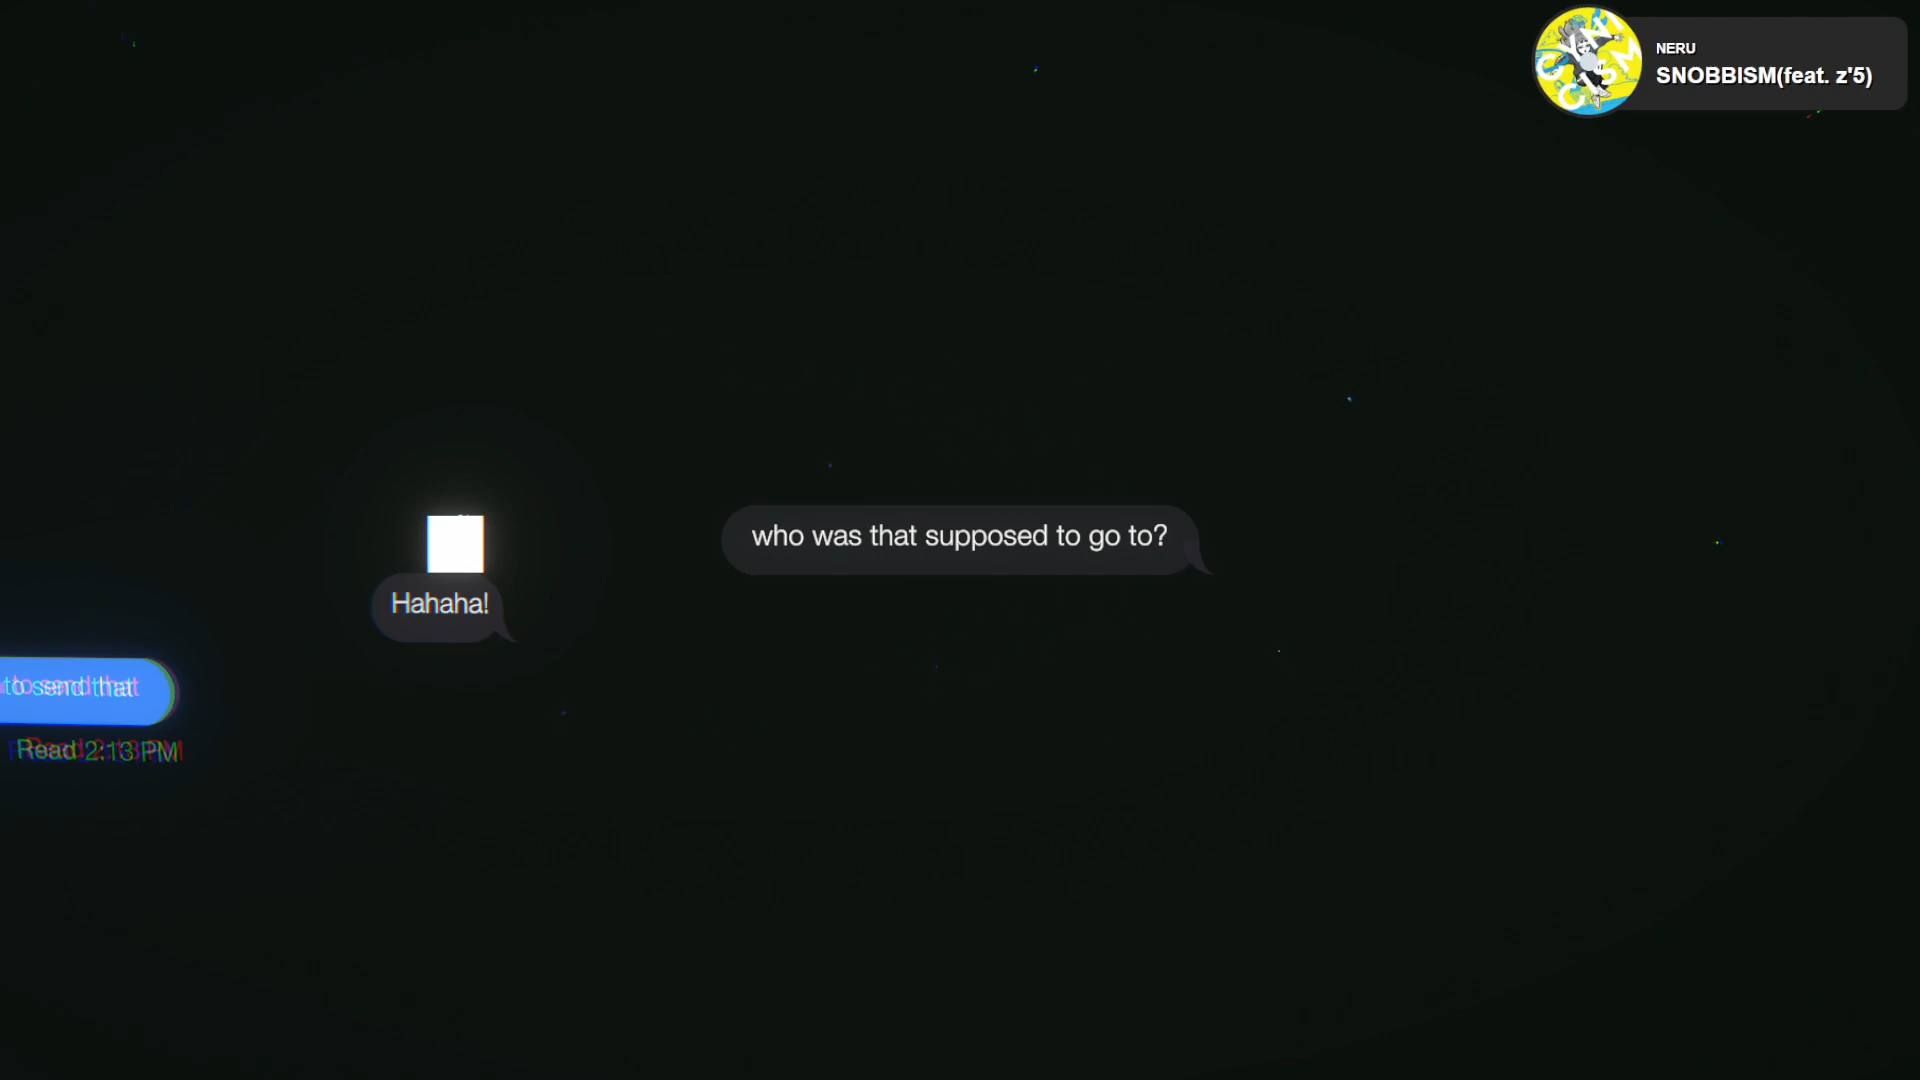 NERU
SNOBBISM(feat. z'5)
who was that supposed to go to?
Hahaha!
to send that
Read 2:13 PM